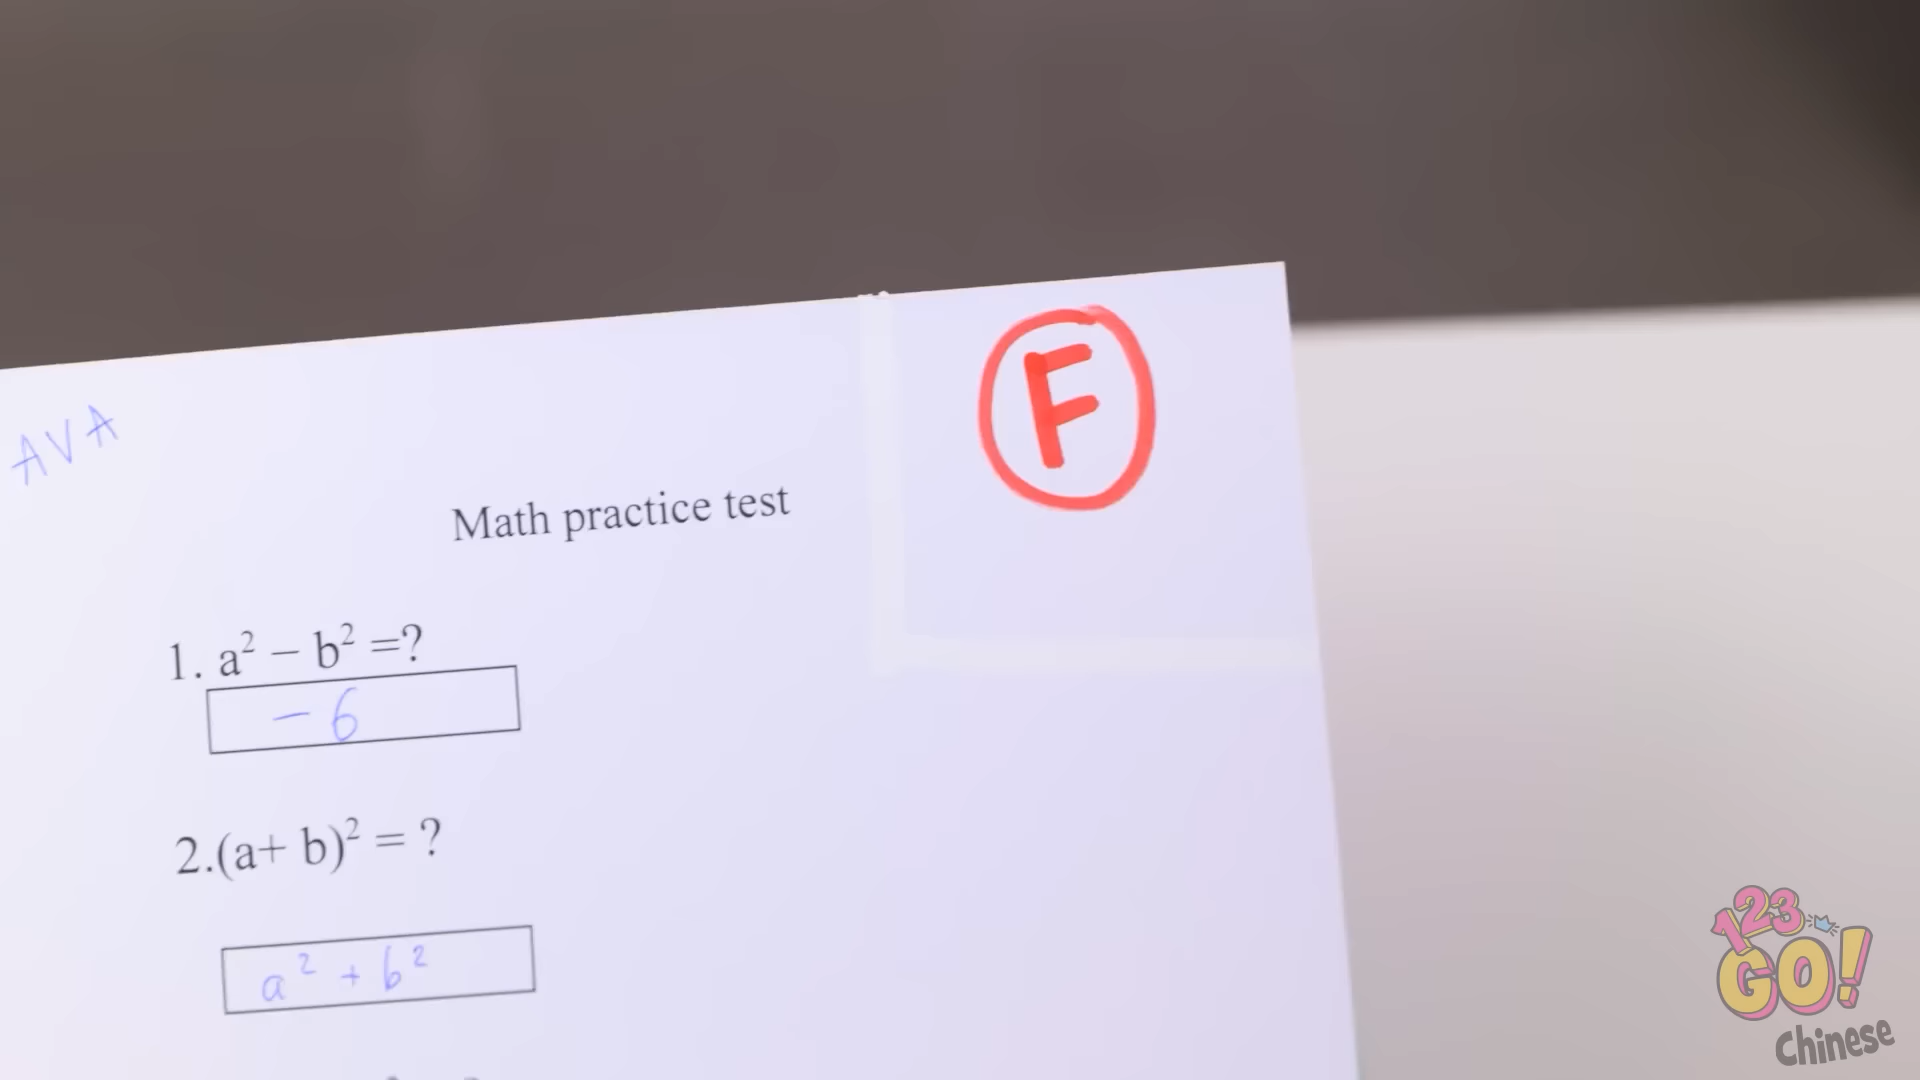 AVA
F
Math practice test
1. a² – b² =?
– 6
2.(a+ b)² = ?
a² + b²
123
GO!
Chinese